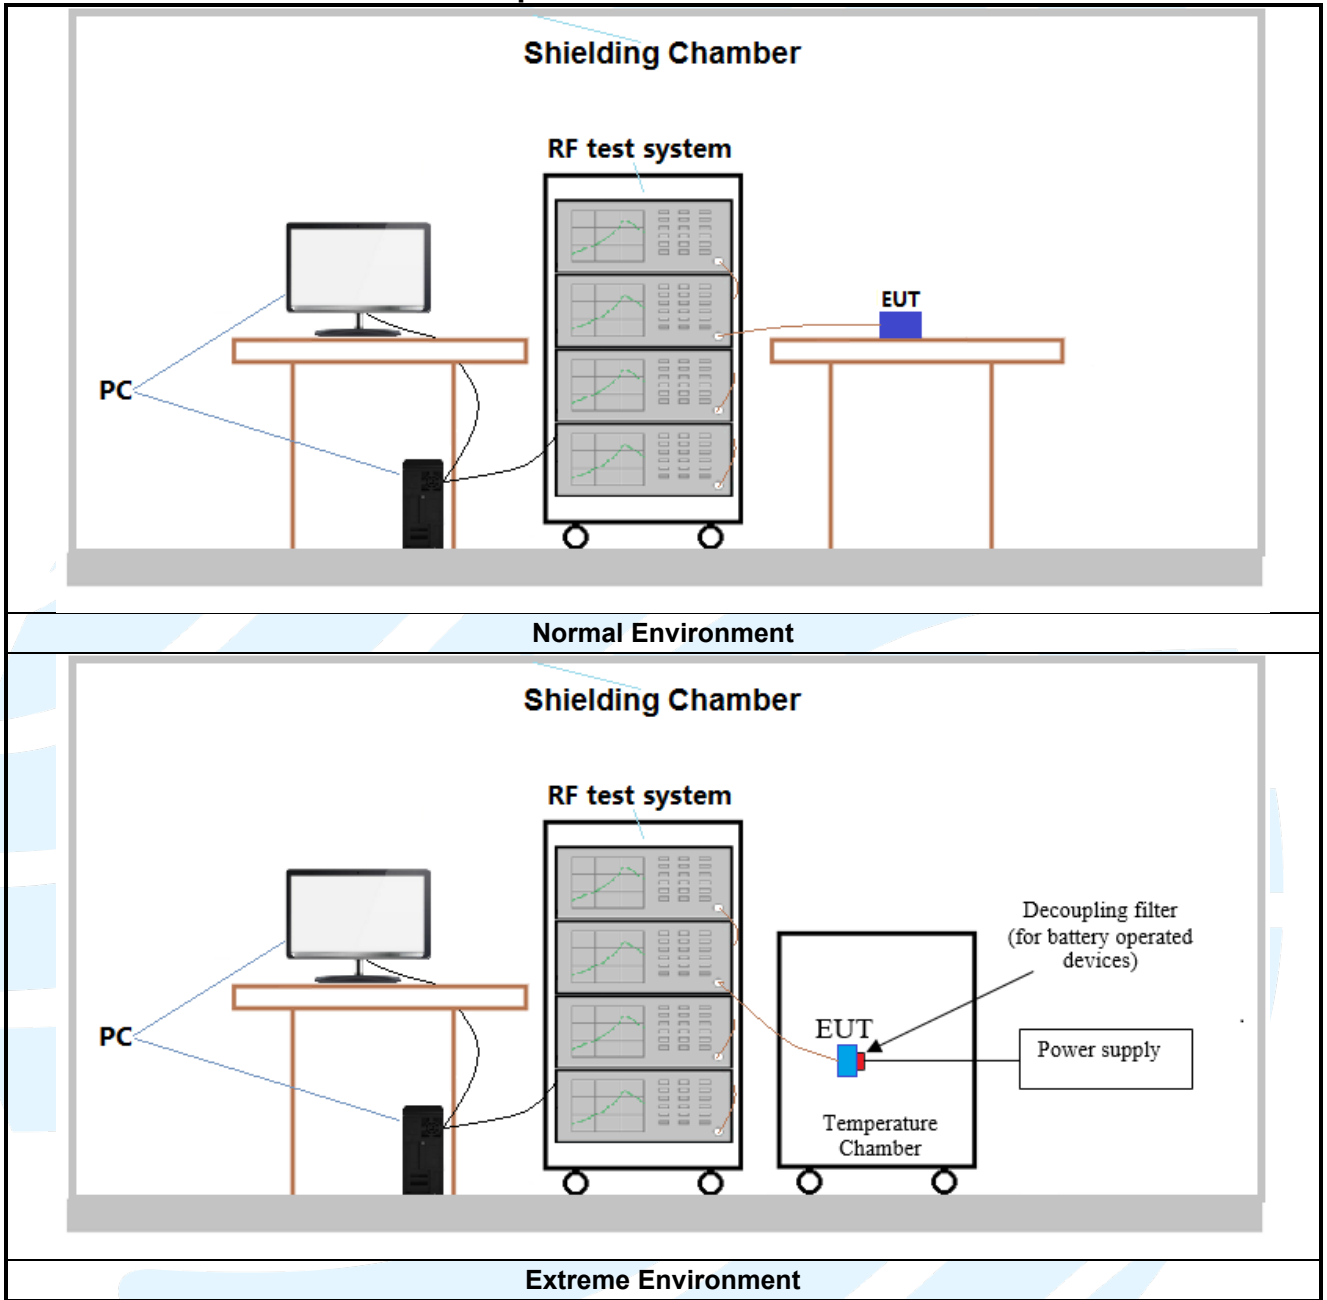 Shielding Chamber
RF test system
EUT
PC
Normal Environment
Shielding Chamber
RF test system
Decoupling filter
(for battery operated
devices)
EUT
Power supply
PC
Temperature
Chamber
Extreme Environment